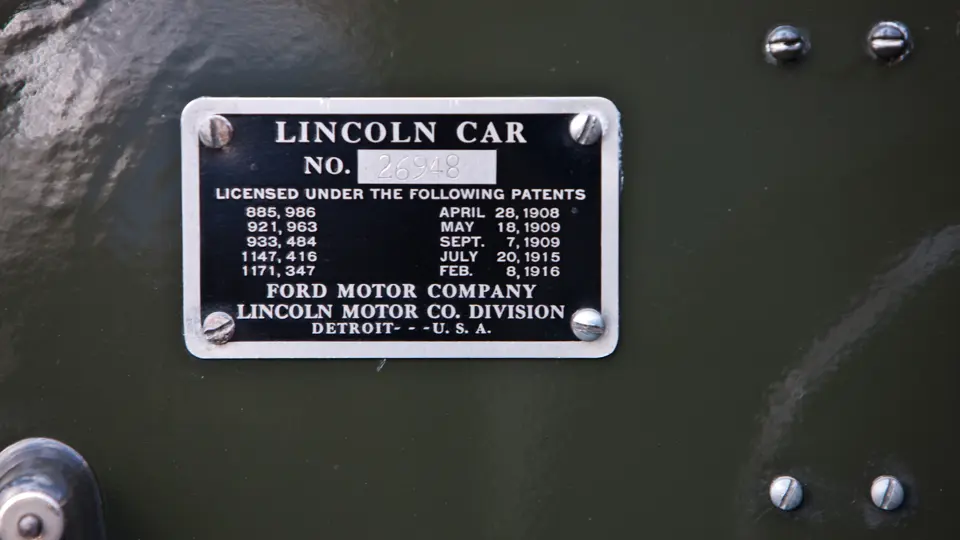 LINCOLN CAR
NO. 26948
LICENSED UNDER THE FOLLOWING PATENTS
885, 986 APRIL 28, 1908
921, 963 MAY 18, 1909
933, 484 SEPT. 7, 1909
1147, 416 JULY 20, 1915
1171, 347 FEB. 8, 1916
FORD MOTOR COMPANY
LINCOLN MOTOR CO. DIVISION
DETROIT- - -U. S. A.